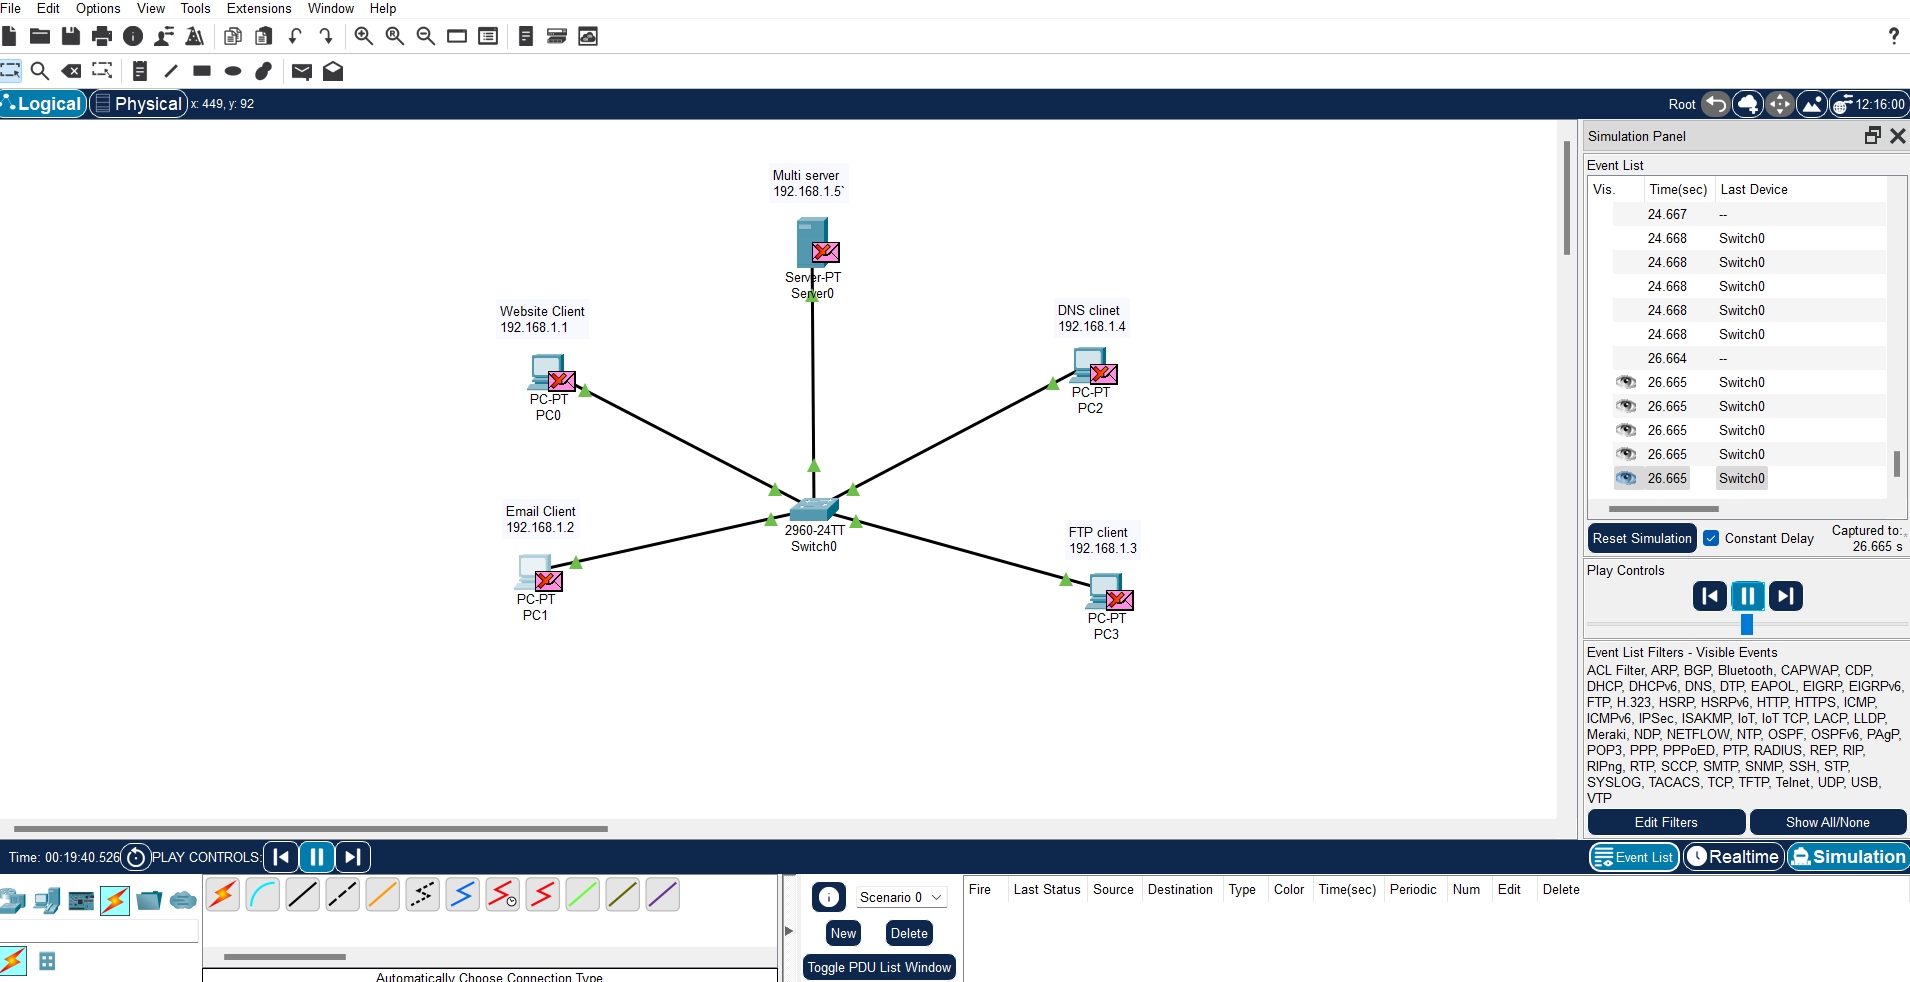 File Edit Options View Tools Extensions Window Help
?
Logical Physical x: 449, y: 92 Root 12:16:00
Simulation Panel
Event List
Vis. Time(sec) Last Device
24.667 --
24.668 Switch0
24.668 Switch0
24.668 Switch0
24.668 Switch0
24.668 Switch0
26.664 --
26.665 Switch0
26.665 Switch0
26.665 Switch0
26.665 Switch0
26.665 Switch0
Reset Simulation Constant Delay Captured to:
26.665 s
Play Controls
Event List Filters - Visible Events
ACL Filter, ARP, BGP, Bluetooth, CAPWAP, CDP,
DHCP, DHCPv6, DNS, DTP, EAPOL, EIGRP, EIGRPv6,
FTP, H.323, HSRP, HSRPv6, HTTP, HTTPS, ICMP,
ICMPv6, IPSec, ISAKMP, IoT, IoT TCP, LACP, LLDP,
Meraki, NDP, NETFLOW, NTP, OSPF, OSPFv6, PAgP,
POP3, PPP, PPPoED, PTP, RADIUS, REP, RIP,
RIPng, RTP, SCCP, SMTP, SNMP, SSH, STP,
SYSLOG, TACACS, TCP, TFTP, Telnet, UDP, USB,
VTP
Edit Filters Show All/None
Multi server
192.168.1.5`
Server-PT
Server0
Website Client
192.168.1.1
PC-PT
PC0
DNS clinet
192.168.1.4
PC-PT
PC2
Email Client
192.168.1.2
PC-PT
PC1
2960-24TT
Switch0
FTP client
192.168.1.3
PC-PT
PC3
Time: 00:19:40.526 PLAY CONTROLS: Event List Realtime Simulation
Automatically Choose Connection Type
Scenario 0
New Delete
Toggle PDU List Window
Fire Last Status Source Destination Type Color Time(sec) Periodic Num Edit Delete